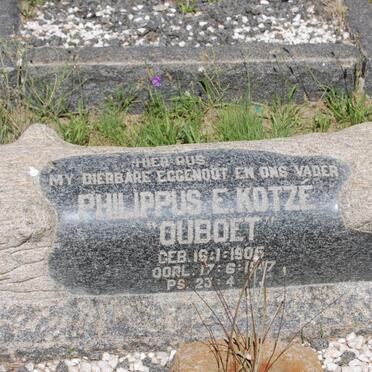 HIER RUS
MY DIERBARE EGGENOOT EN ONS VADER
PHILIPPUS E. KOTZE
"OUBOET"
GEB. 16-1-1905
OORL. 17-6-
PS. 23:4